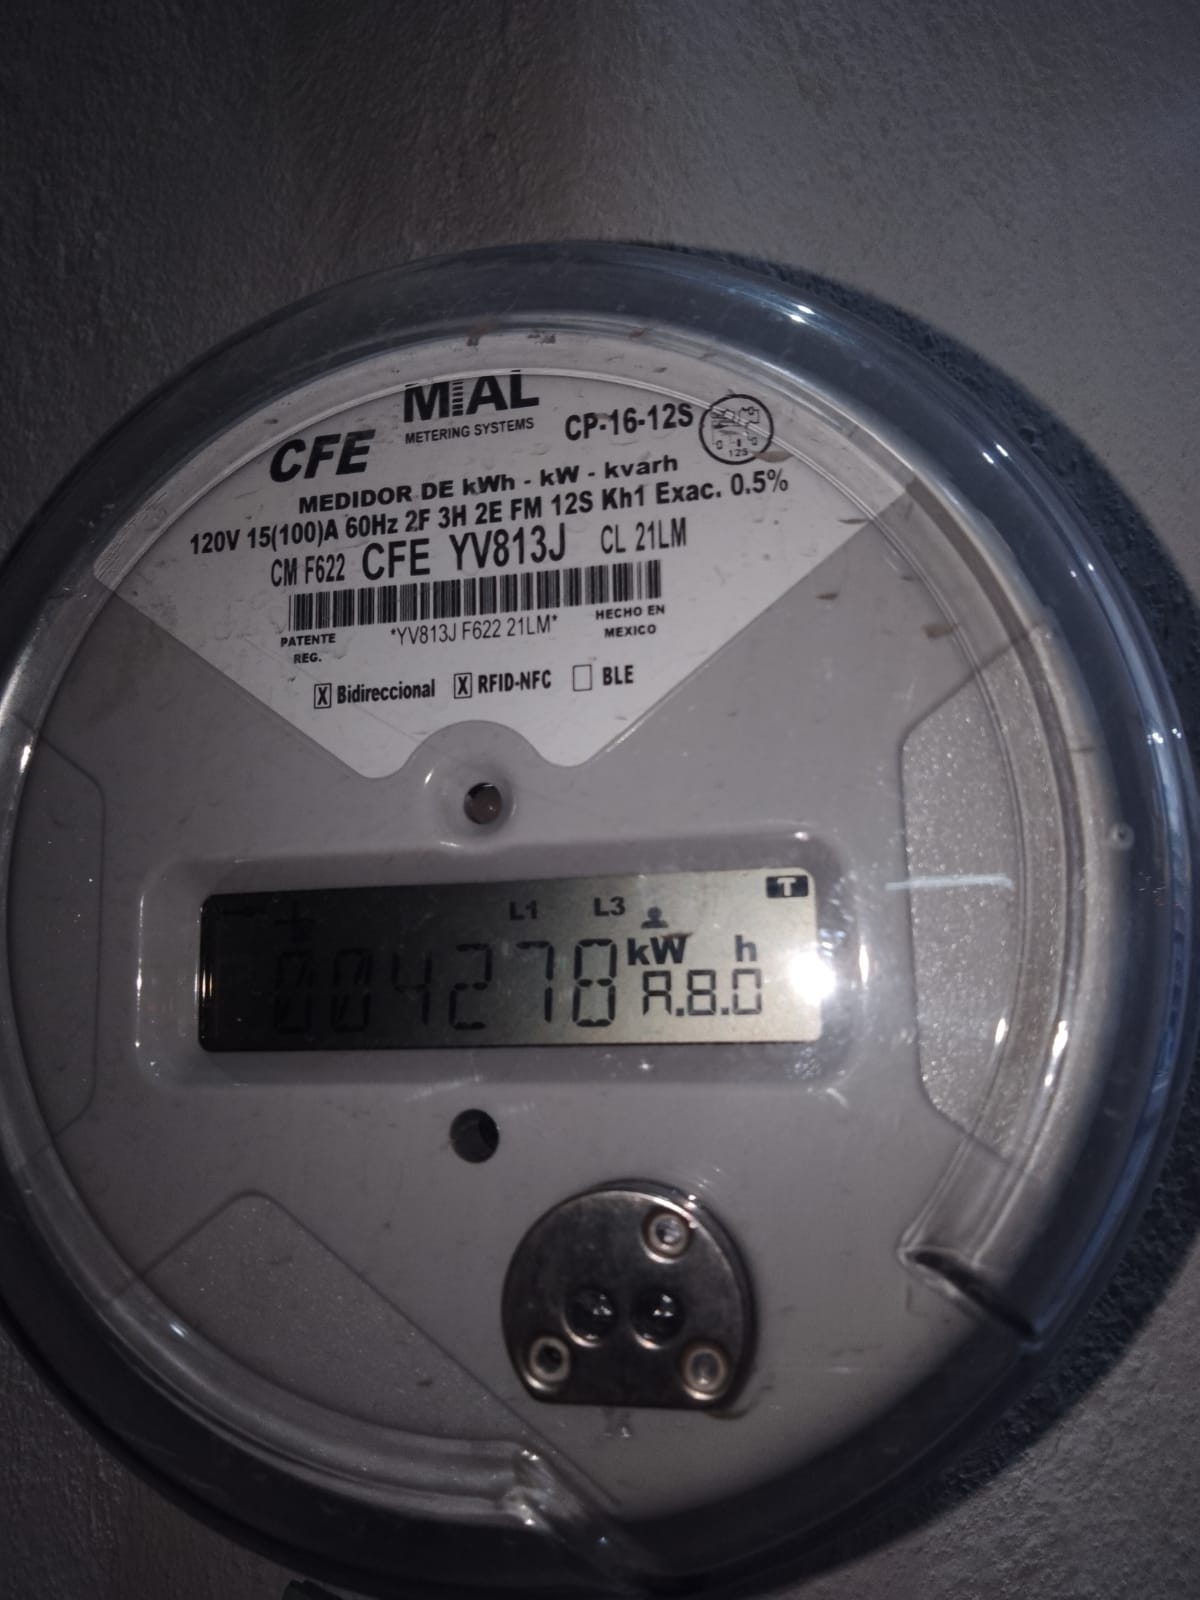 MIAL
METERING SYSTEMS
CFE
CP-16-12S
12S
MEDIDOR DE kWh - kW - kvarh
120V 15(100)A 60Hz 2F 3H 2E FM 12S Kh1 Exac. 0.5%
CM F622 CFE YV813J CL 21LM
PATENTE REG.
*YV813J F622 21LM*
HECHO EN MEXICO
X Bidireccional X RFID-NFC BLE
T
L1 L3
004278 kW h
A.8.0